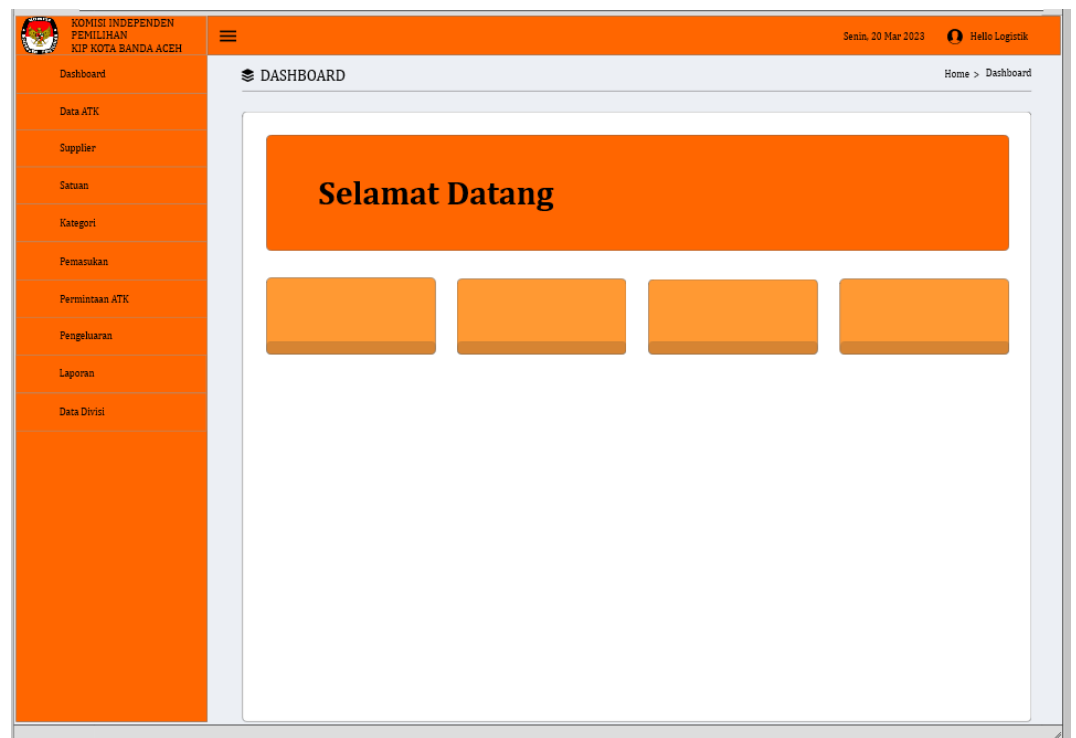 KOMISI INDEPENDEN
PEMILIHAN
KIP KOTA BANDA ACEH
Senin, 20 Mar 2023
Hello Logistik
Dashboard
Data ATK
Supplier
Satuan
Kategori
Pemasukan
Permintaan ATK
Pengeluaran
Laporan
Data Divisi
DASHBOARD
Home > Dashboard
Selamat Datang